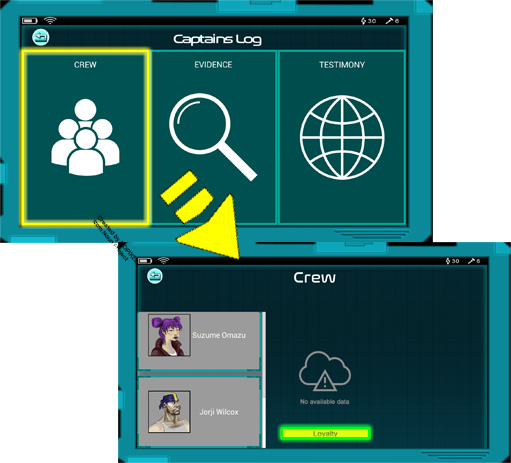 30
6
Captains Log
CREW
EVIDENCE
TESTIMONY
30
6
Crew
Suzume Omazu
Jorji Wilcox
No available data
Loyalty